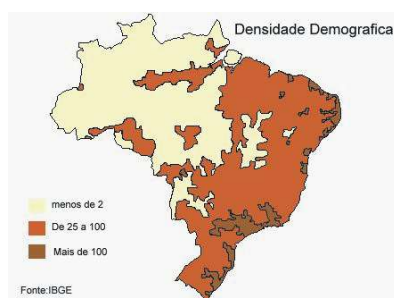 Densidade Demografica
menos de 2
De 25 a 100
Mais de 100
Fonte:IBGE